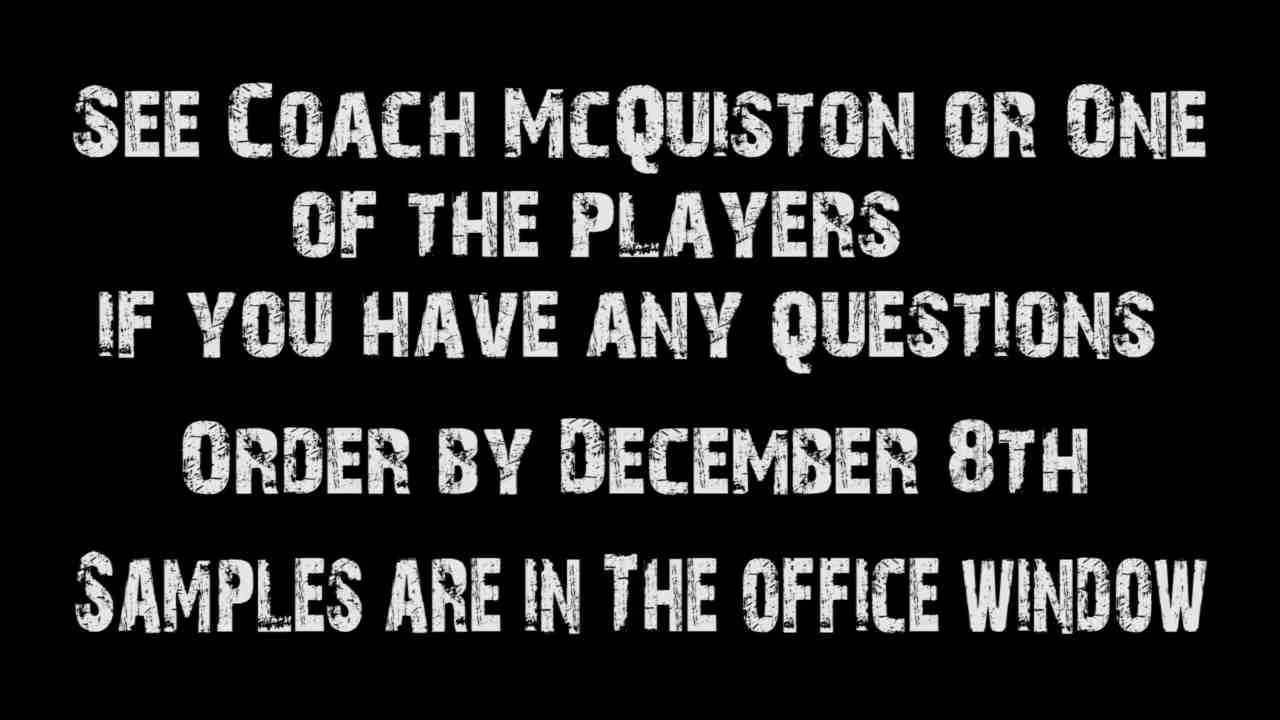 See Coach McQuiston or One
of the players
if you have any questions
Order by December 8th
Samples are in The office window